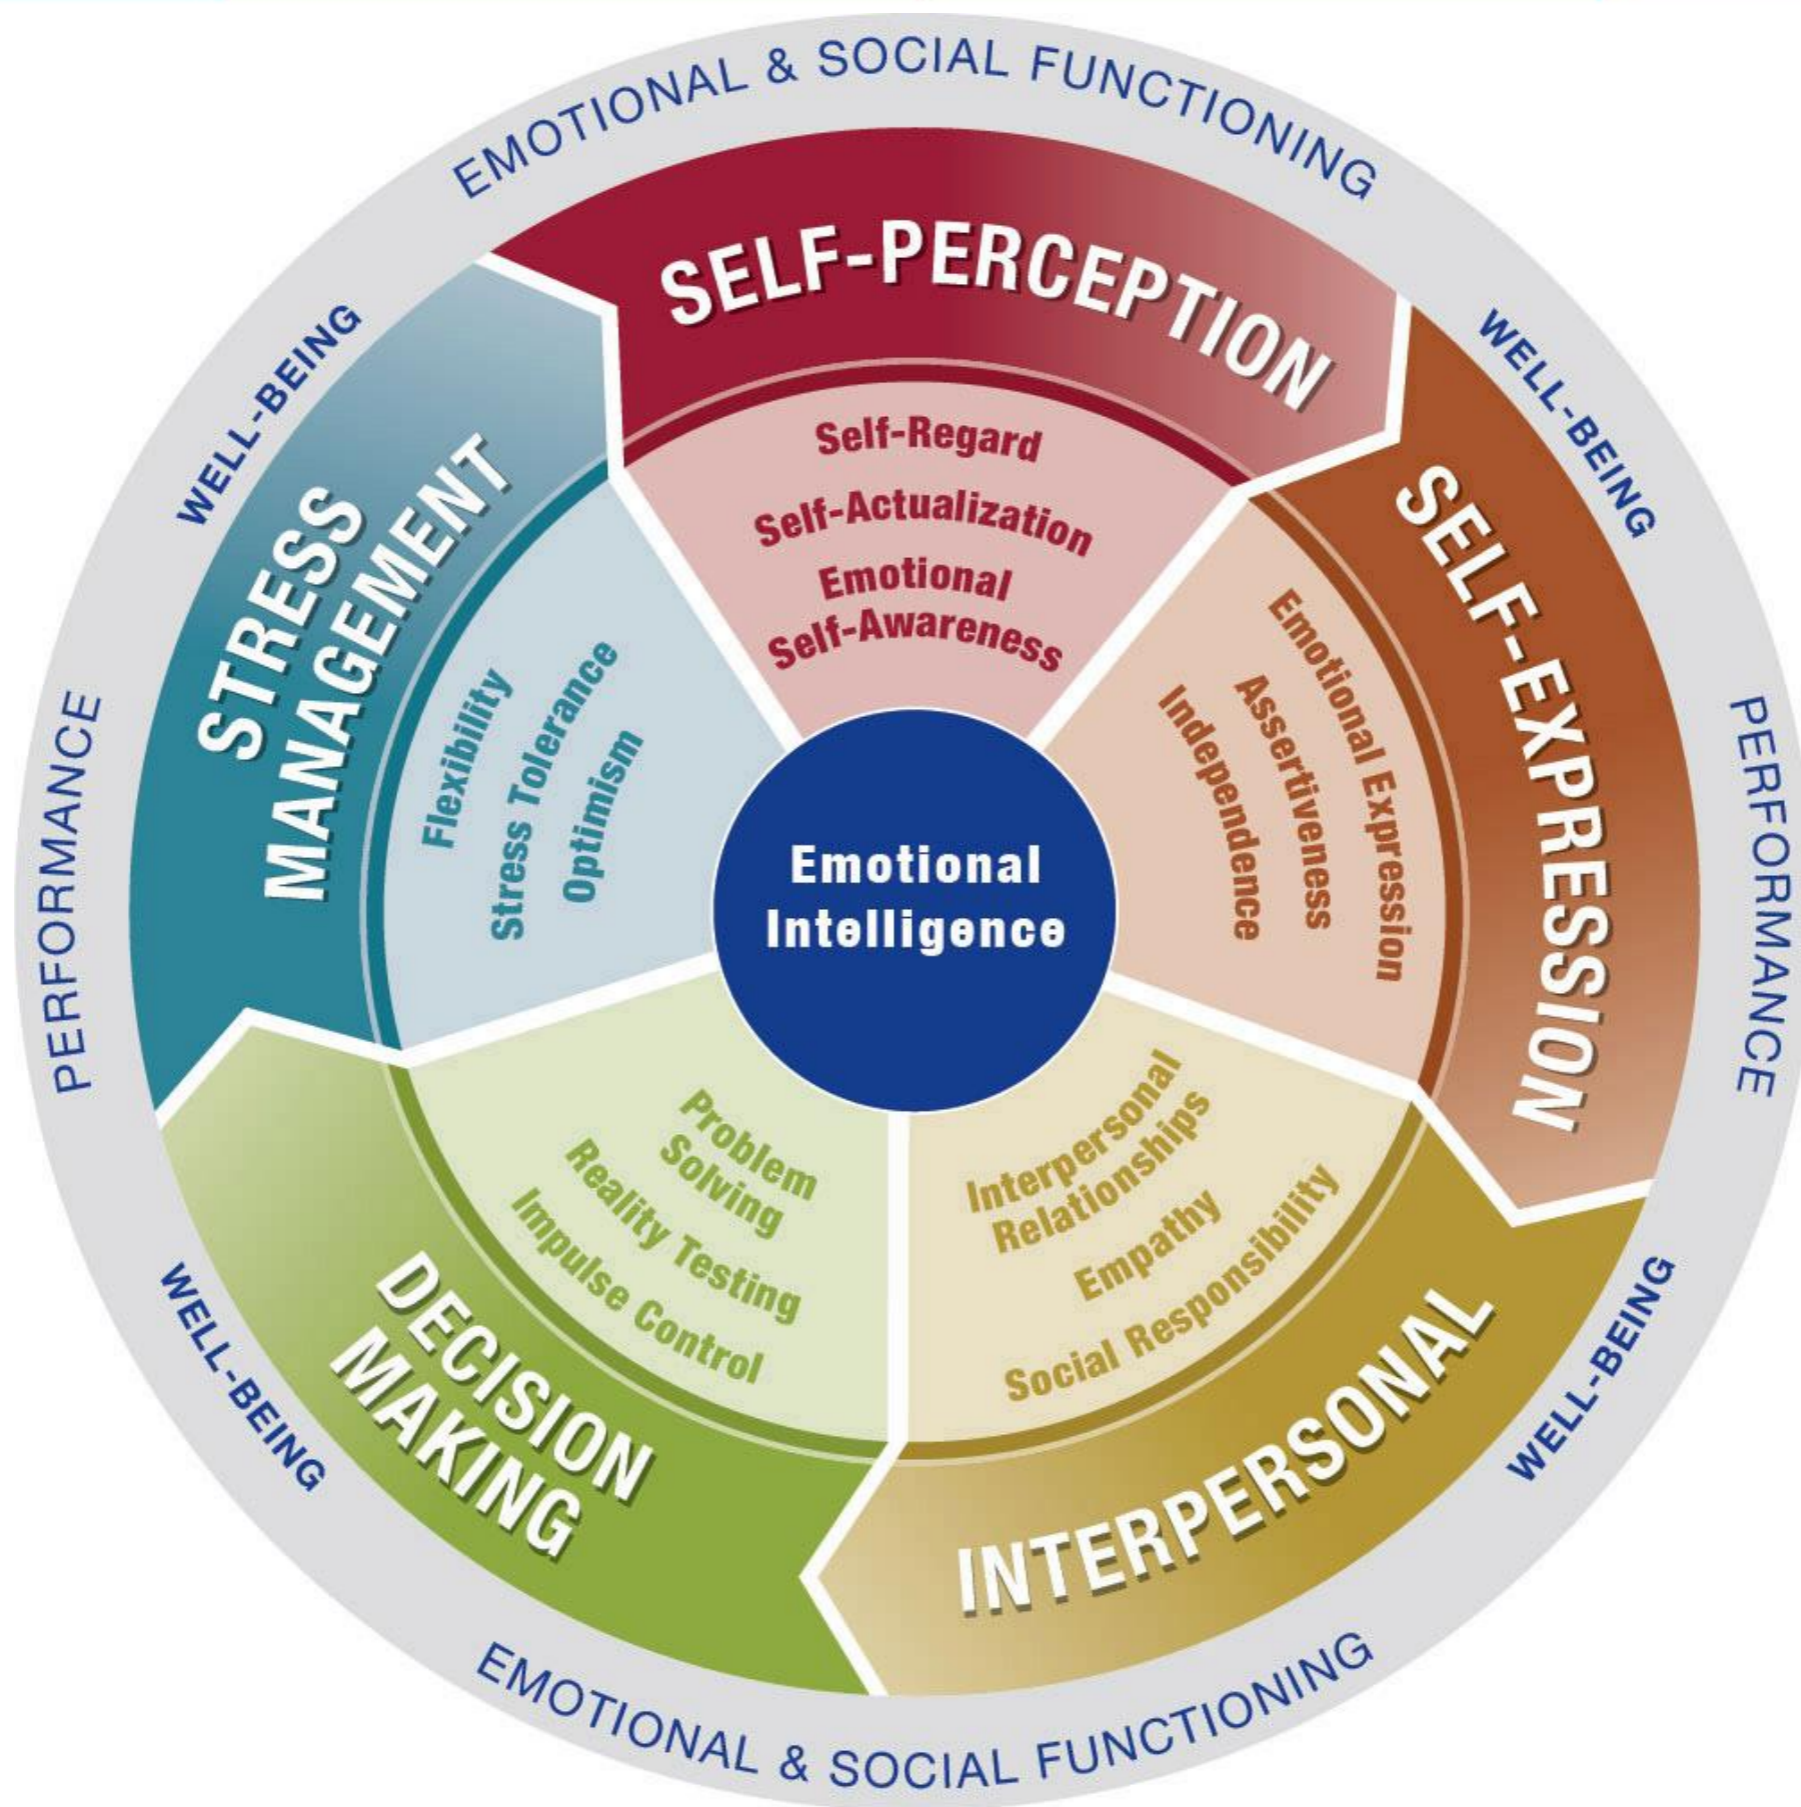 EMOTIONAL & SOCIAL FUNCTIONING
WELL-BEING
PERFORMANCE
WELL-BEING
EMOTIONAL & SOCIAL FUNCTIONING
WELL-BEING
PERFORMANCE
WELL-BEING
SELF-PERCEPTION
Self-Regard
Self-Actualization
Emotional
Self-Awareness
SELF-EXPRESSION
Emotional Expression
Assertiveness
Independence
INTERPERSONAL
Interpersonal
Relationships
Empathy
Social Responsibility
DECISION
MAKING
Problem
Solving
Reality Testing
Impulse Control
STRESS
MANAGEMENT
Flexibility
Stress Tolerance
Optimism
Emotional
Intelligence